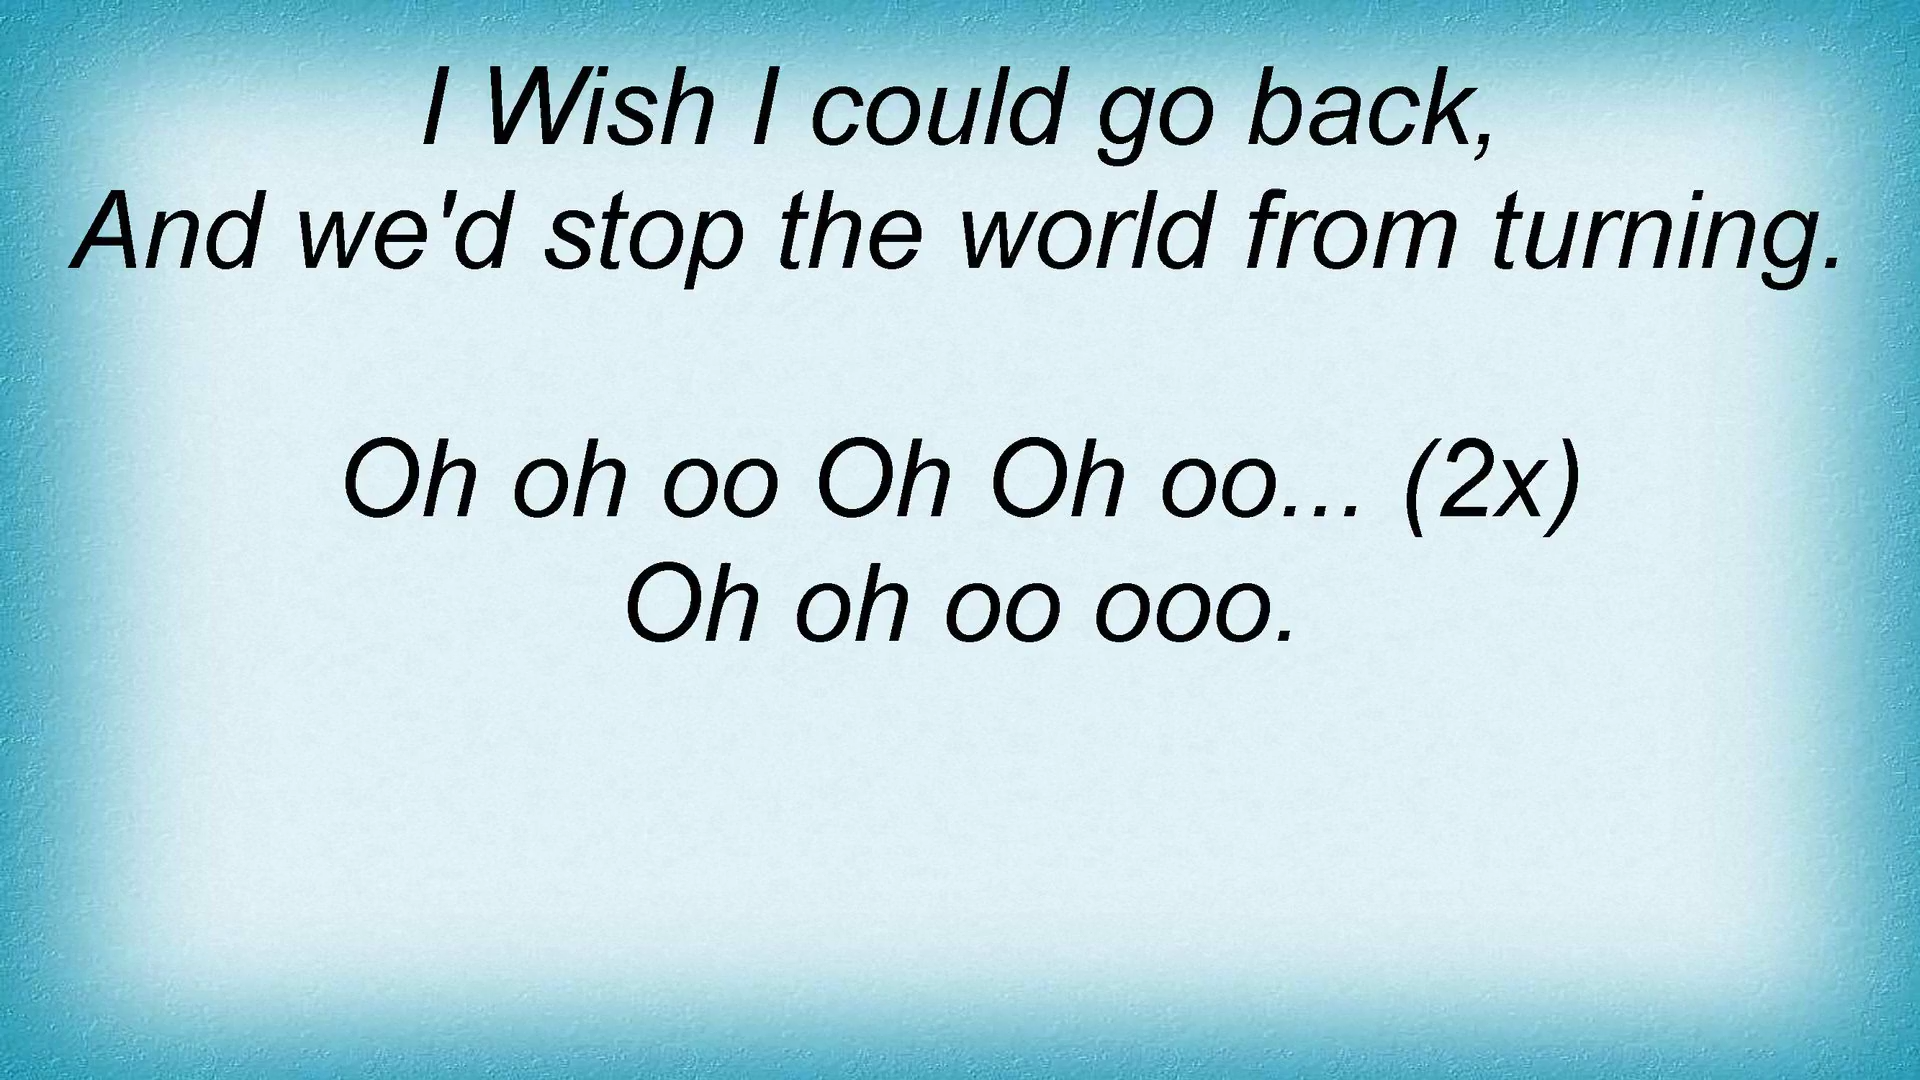 I Wish I could go back,
And we'd stop the world from turning.
Oh oh oo Oh Oh oo... (2x)
Oh oh oo ooo.